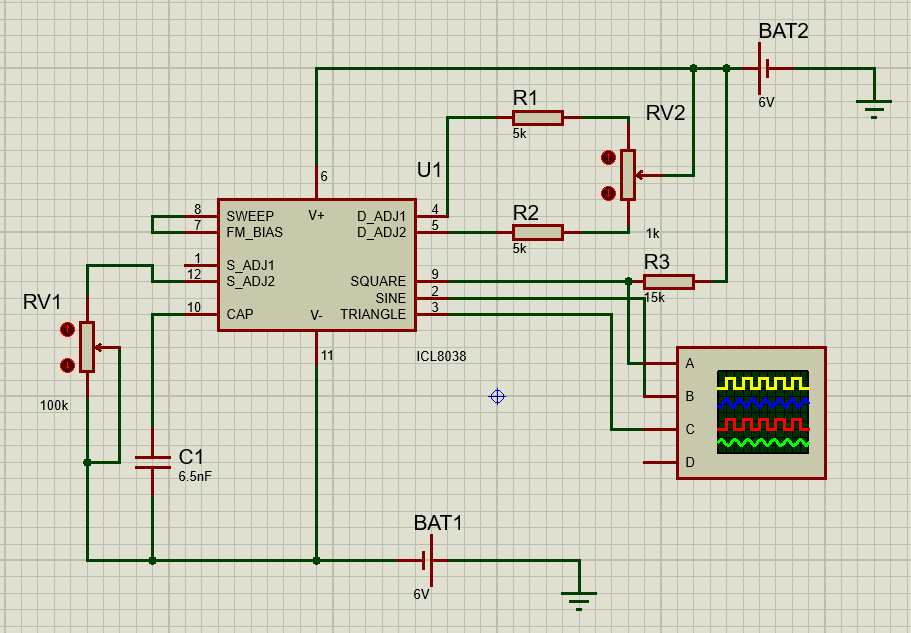 BAT2
6V
R1
5k
RV2
U1
6
8 SWEEP V+ D_ADJ1 4
7 FM_BIAS D_ADJ2 5
R2
5k
1k
1 S_ADJ1
12 S_ADJ2 SQUARE 9
R3
15k
SINE 2
10 CAP V- TRIANGLE 3
RV1
100k
11
ICL8038
A
B
C
D
C1
6.5nF
BAT1
6V